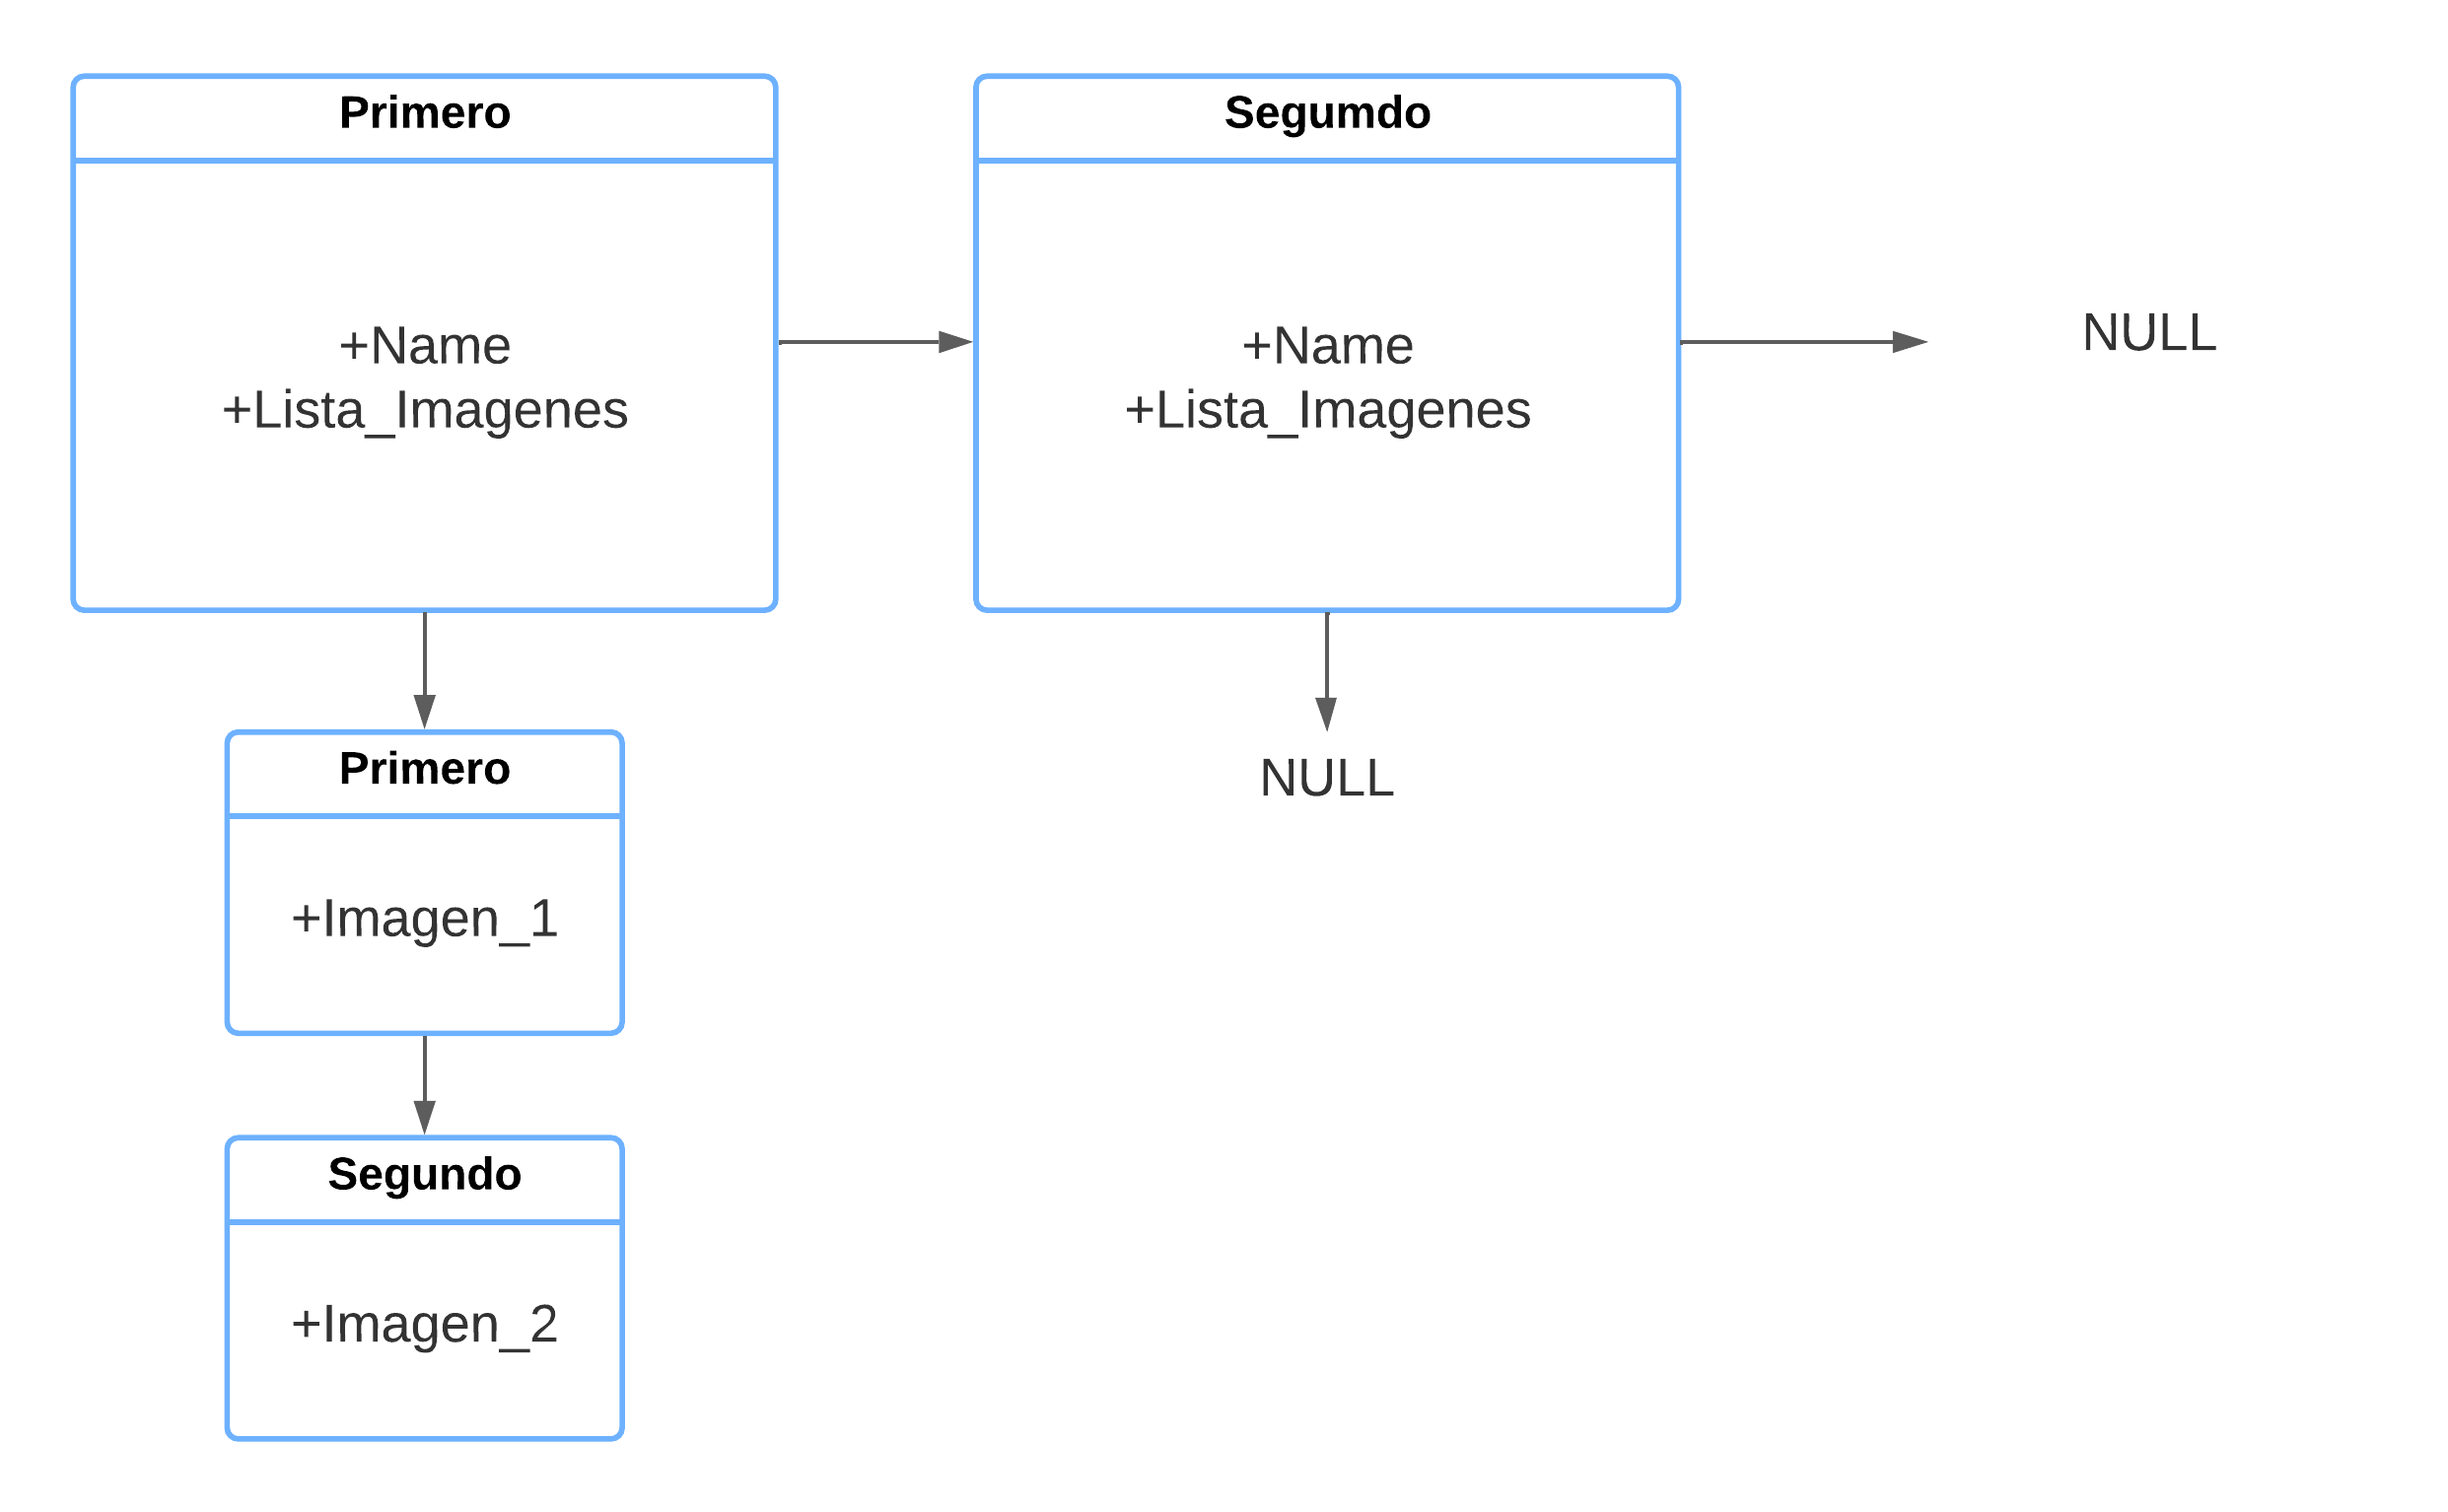 Primero
+Name
+Lista_Imagenes
Segumdo
+Name
+Lista_Imagenes
NULL
Primero
+Imagen_1
NULL
Segundo
+Imagen_2